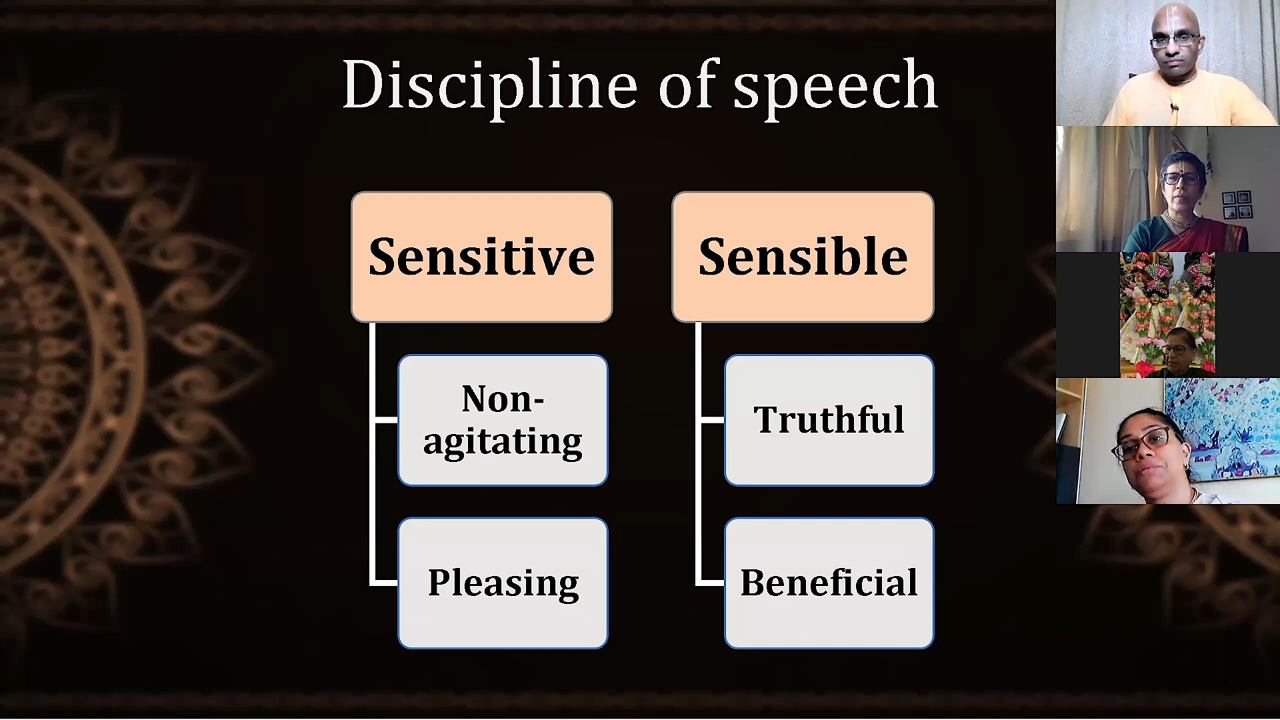 Discipline of speech
Sensitive
Non-
agitating
Pleasing
Sensible
Truthful
Beneficial